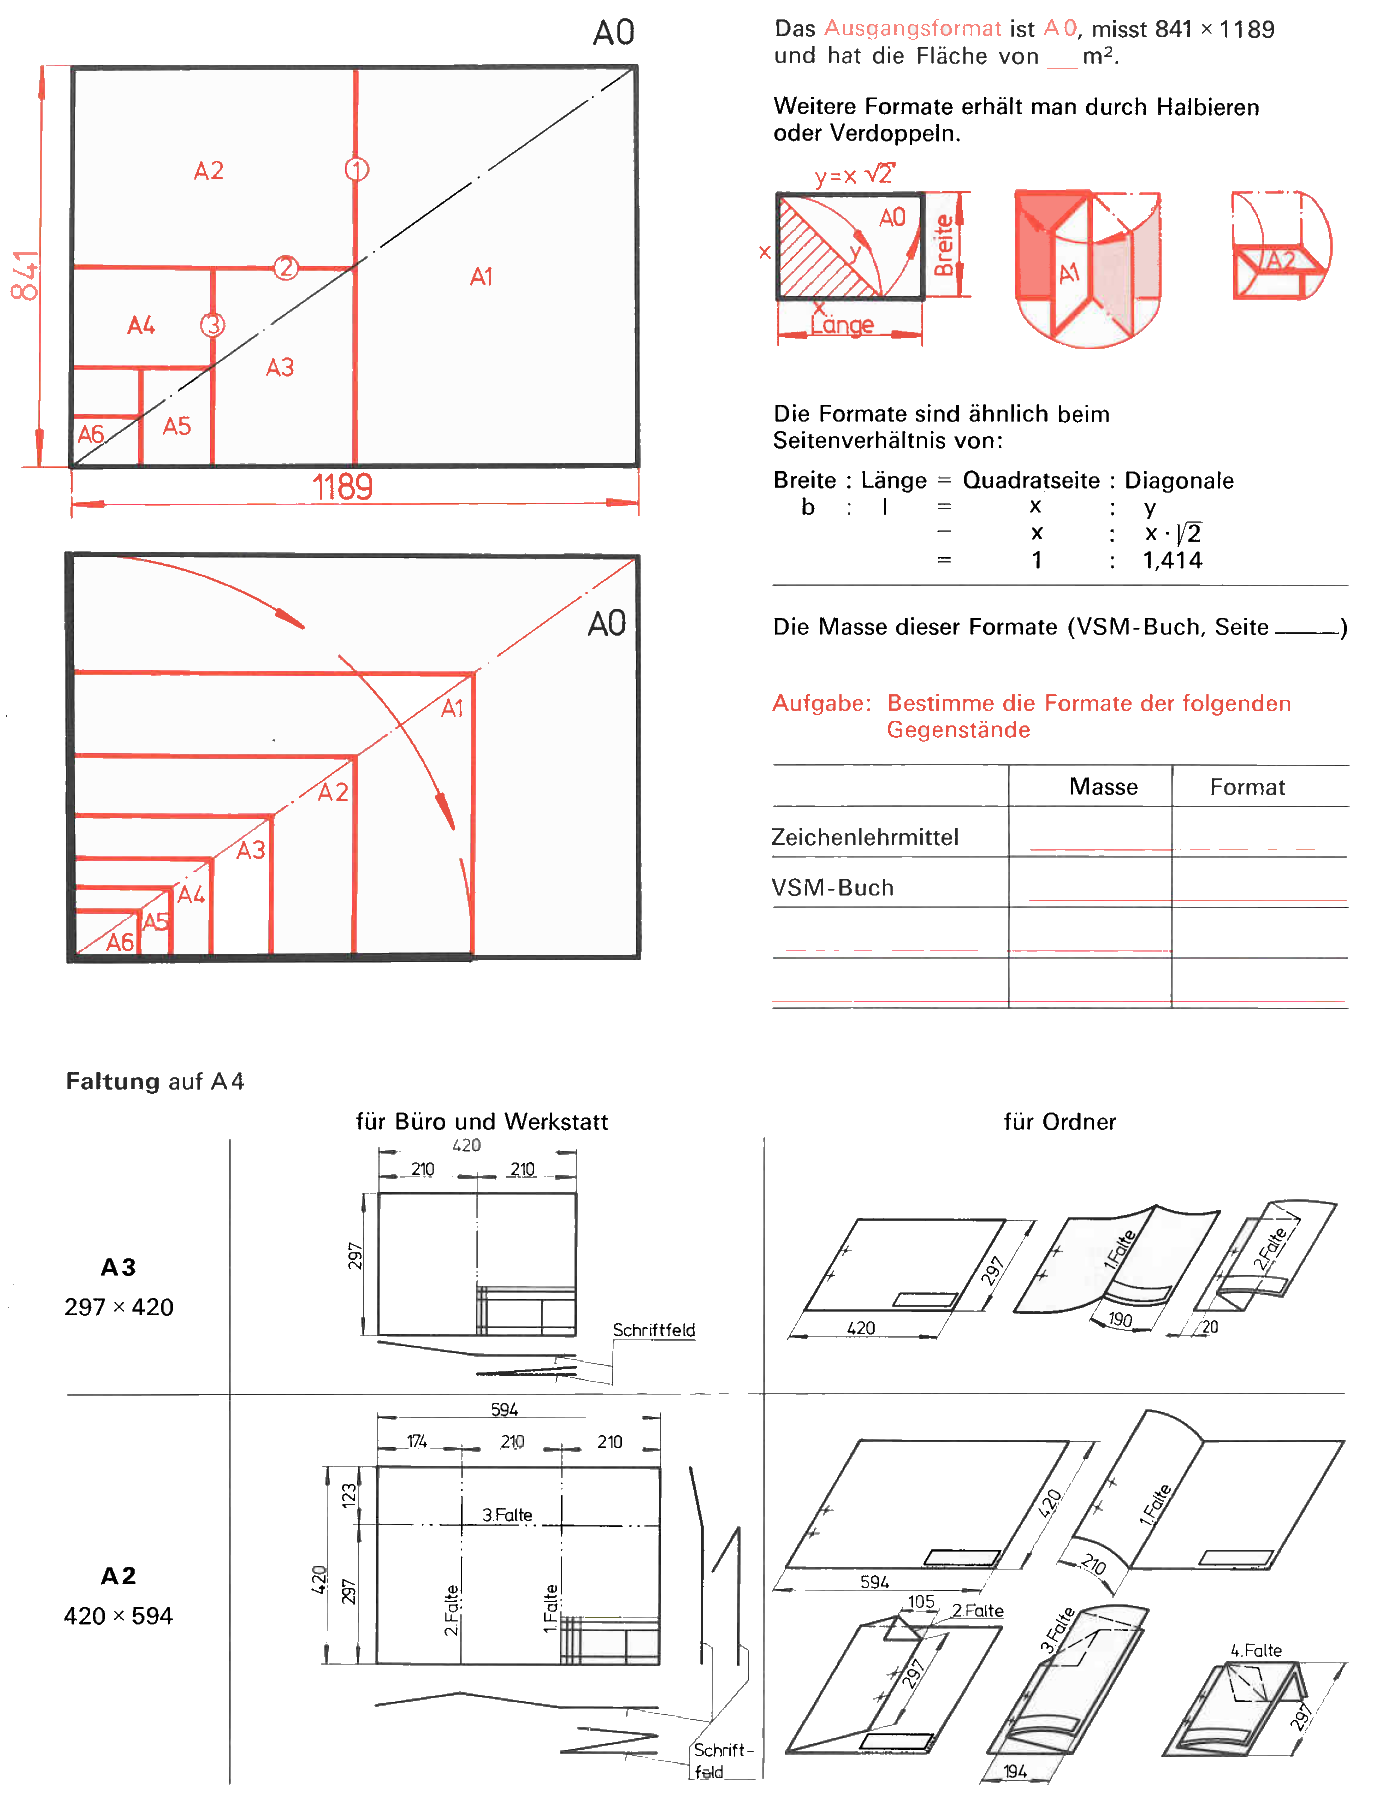 A0
841
A2
1
2
A1
A4
3
A3
A5
A6
1189
A0
A1
A2
A3
A4
A5
A6
Das Ausgangsformat ist A0, misst 841 × 1189
und hat die Fläche von __ m².
Weitere Formate erhält man durch Halbieren
oder Verdoppeln.
y=x √2
A0
x
y
x
Breite
Länge
A1
A2
Die Formate sind ähnlich beim
Seitenverhältnis von:
Breite : Länge = Quadratseite : Diagonale
b : l = x : y
– x : x · √2
= 1 : 1,414
Die Masse dieser Formate (VSM-Buch, Seite ____)
Aufgabe: Bestimme die Formate der folgenden
Gegenstände
Masse Format
Zeichenlehrmittel
VSM-Buch
Faltung auf A4
für Büro und Werkstatt
für Ordner
A3
297 × 420
420
210 210
297
Schriftfeld
420
297
1.Falte
190
2.Falte
20
A2
420 × 594
594
174 210 210
123
420
297
3.Falte
2.Falte
1.Falte
Schrift-
feld
594
420
1.Falte
210
105
2.Falte
297
3.Falte
194
4.Falte
297